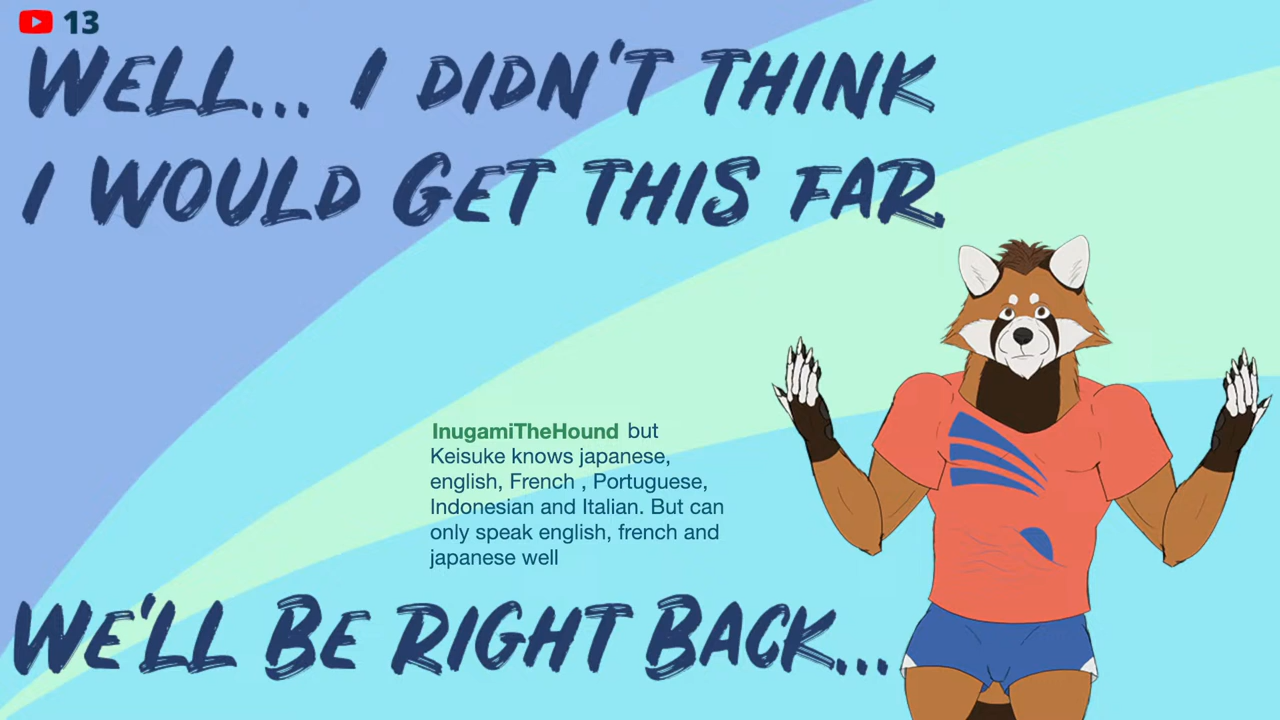 13
WELL... I DIDN'T THINK
I WOULD GET THIS FAR.
InugamiTheHound but
Keisuke knows japanese,
english, French , Portuguese,
Indonesian and Italian. But can
only speak english, french and
japanese well
WE'LL BE RIGHT BACK...